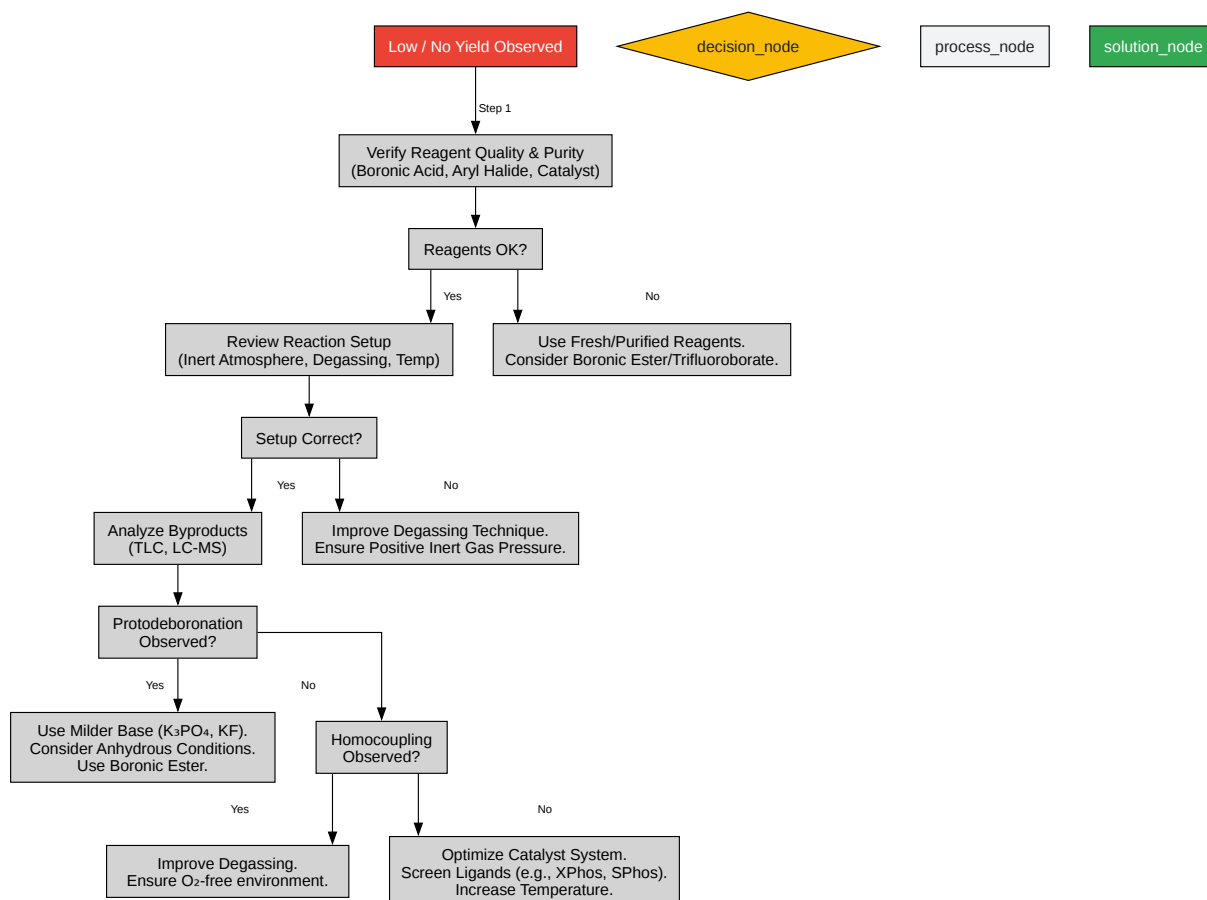 Low / No Yield Observed
decision_node
process_node
solution_node
Step 1
Verify Reagent Quality & Purity
(Boronic Acid, Aryl Halide, Catalyst)
Reagents OK?
Yes
No
Review Reaction Setup
(Inert Atmosphere, Degassing, Temp)
Use Fresh/Purified Reagents.
Consider Boronic Ester/Trifluoroborate.
Setup Correct?
Yes
No
Analyze Byproducts
(TLC, LC-MS)
Improve Degassing Technique.
Ensure Positive Inert Gas Pressure.
Protodeboronation
Observed?
Yes
No
Use Milder Base (K₃PO₄, KF).
Consider Anhydrous Conditions.
Use Boronic Ester.
Homocoupling
Observed?
Yes
No
Improve Degassing.
Ensure O₂-free environment.
Optimize Catalyst System.
Screen Ligands (e.g., XPhos, SPhos).
Increase Temperature.